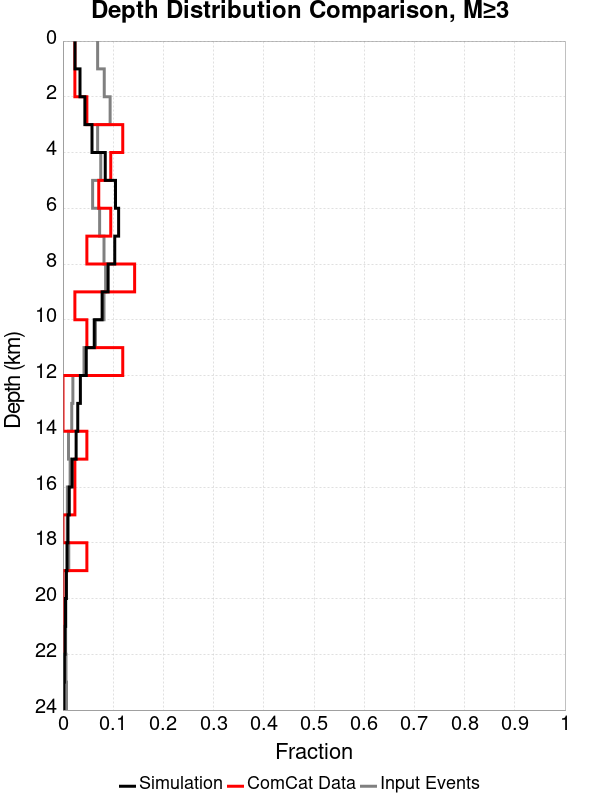 Depth Distribution Comparison, M≥3
0
2
4
6
8
10
12
14
16
18
20
22
24
Depth (km)
0 0.1 0.2 0.3 0.4 0.5 0.6 0.7 0.8 0.9 1
Fraction
Simulation ComCat Data Input Events